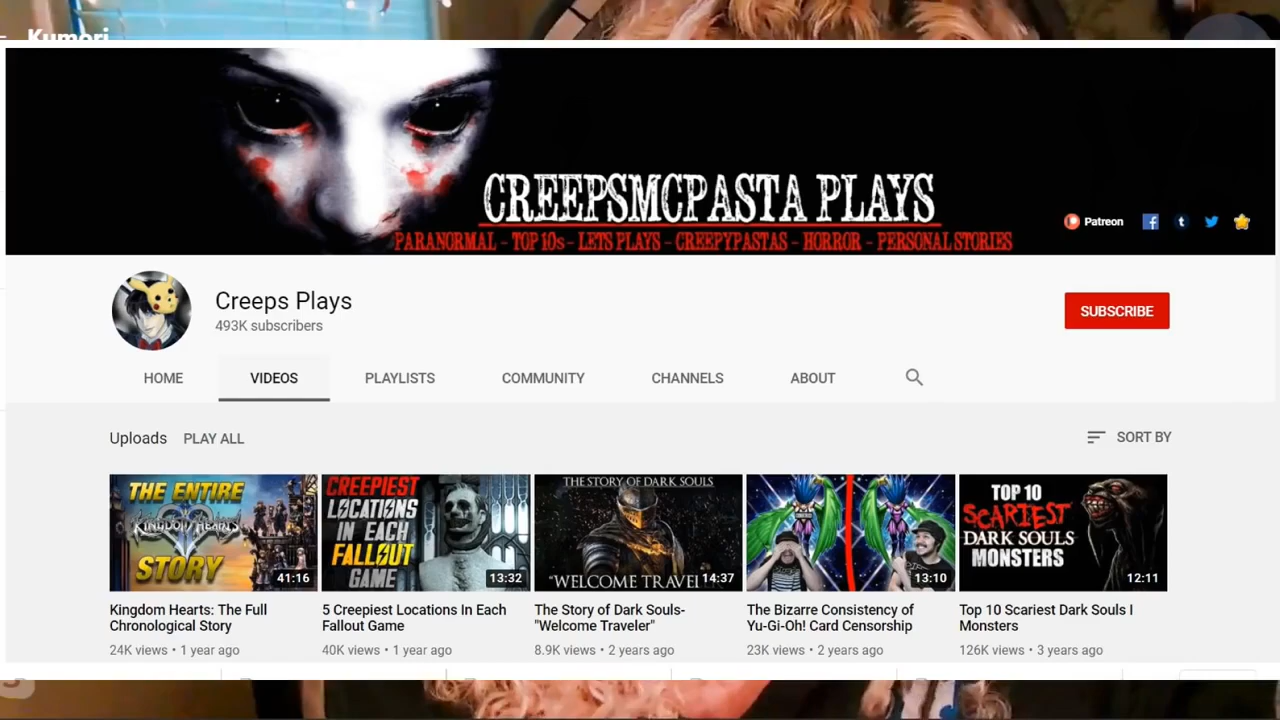 Kumori
CREEPSMCPASTA PLAYS
PARANORMAL - TOP 10s - LETS PLAYS - CREEPYPASTAS - HORROR - PERSONAL STORIES
Patreon
Creeps Plays
493K subscribers
SUBSCRIBE
HOME VIDEOS PLAYLISTS COMMUNITY CHANNELS ABOUT
Uploads PLAY ALL SORT BY
THE ENTIRE
KINGDOM HEARTS
STORY
41:16
CREEPIEST
LOCATIONS
IN EACH
FALLOUT
GAME
13:32
THE STORY OF DARK SOULS
"WELCOME TRAVEL
14:37
13:10
TOP 10
SCARIEST
DARK SOULS
MONSTERS
12:11
Kingdom Hearts: The Full
Chronological Story
24K views • 1 year ago
5 Creepiest Locations In Each
Fallout Game
40K views • 1 year ago
The Story of Dark Souls-
"Welcome Traveler"
8.9K views • 2 years ago
The Bizarre Consistency of
Yu-Gi-Oh! Card Censorship
23K views • 2 years ago
Top 10 Scariest Dark Souls I
Monsters
126K views • 3 years ago